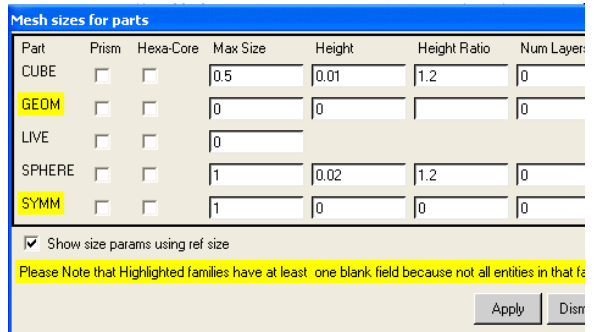 Mesh sizes for parts
Part Prism Hexa-Core Max Size Height Height Ratio Num Layers
CUBE 0.5 0.01 1.2 0
GEOM 0 0 0
LIVE 0
SPHERE 1 0.02 1.2 0
SYMM 1 0 0 0
Show size params using ref size
Please Note that Highlighted families have at least one blank field because not all entities in that fa
Apply Dism